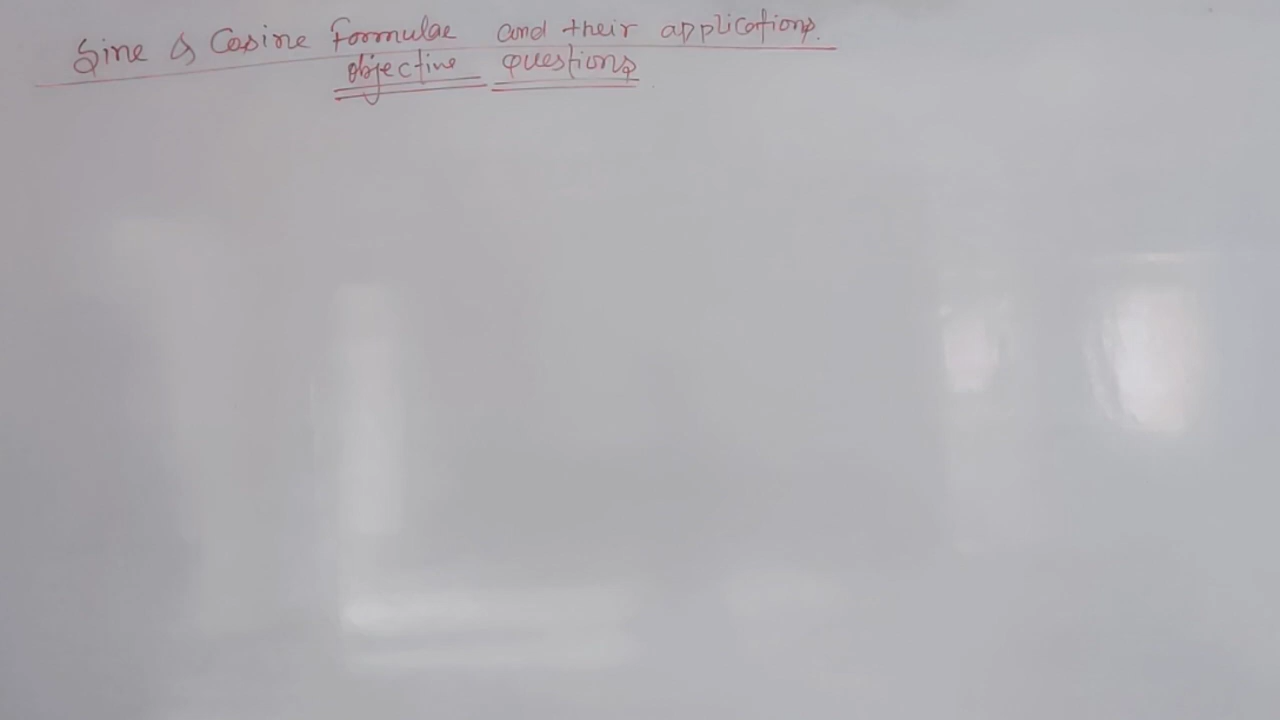 Sine & Cosine formulae and their applications.
objective questions